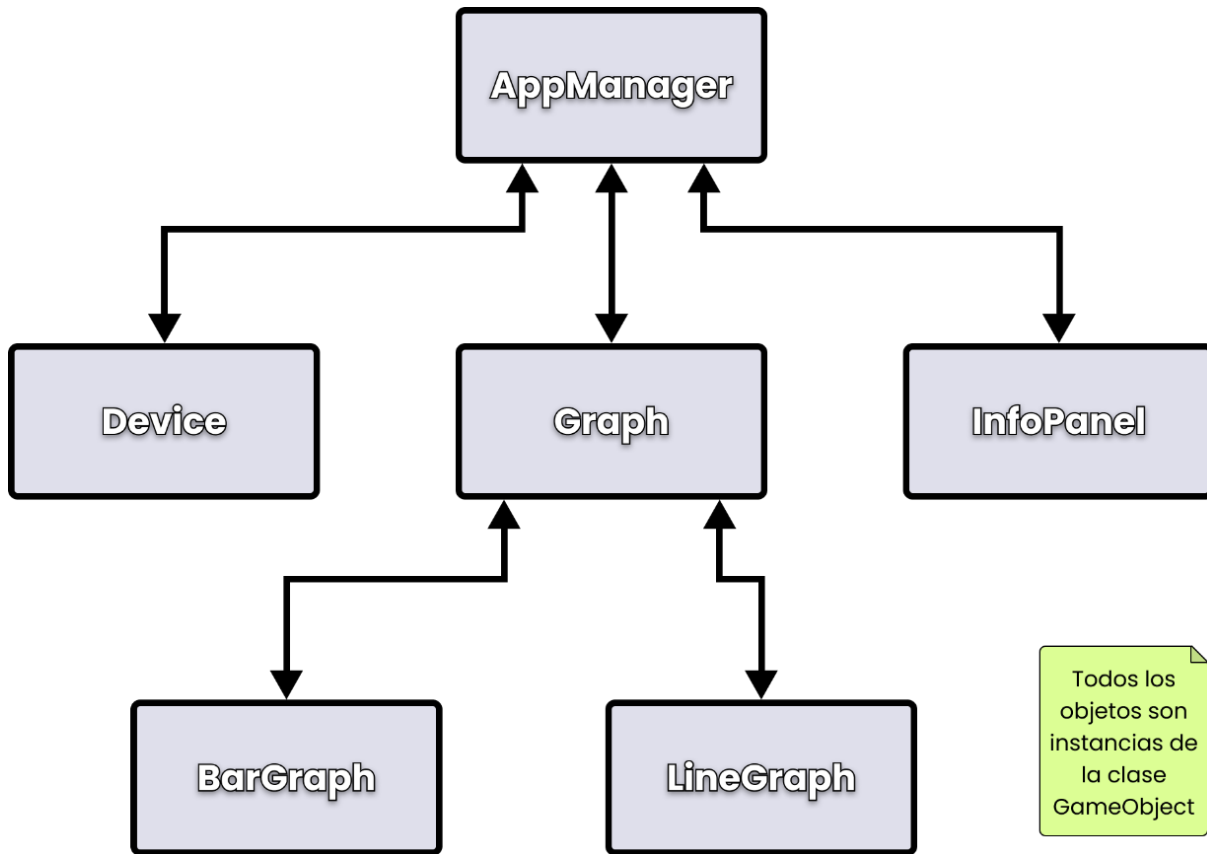 AppManager
Device
Graph
InfoPanel
BarGraph
LineGraph
Todos los
objetos son
instancias de
la clase
GameObject